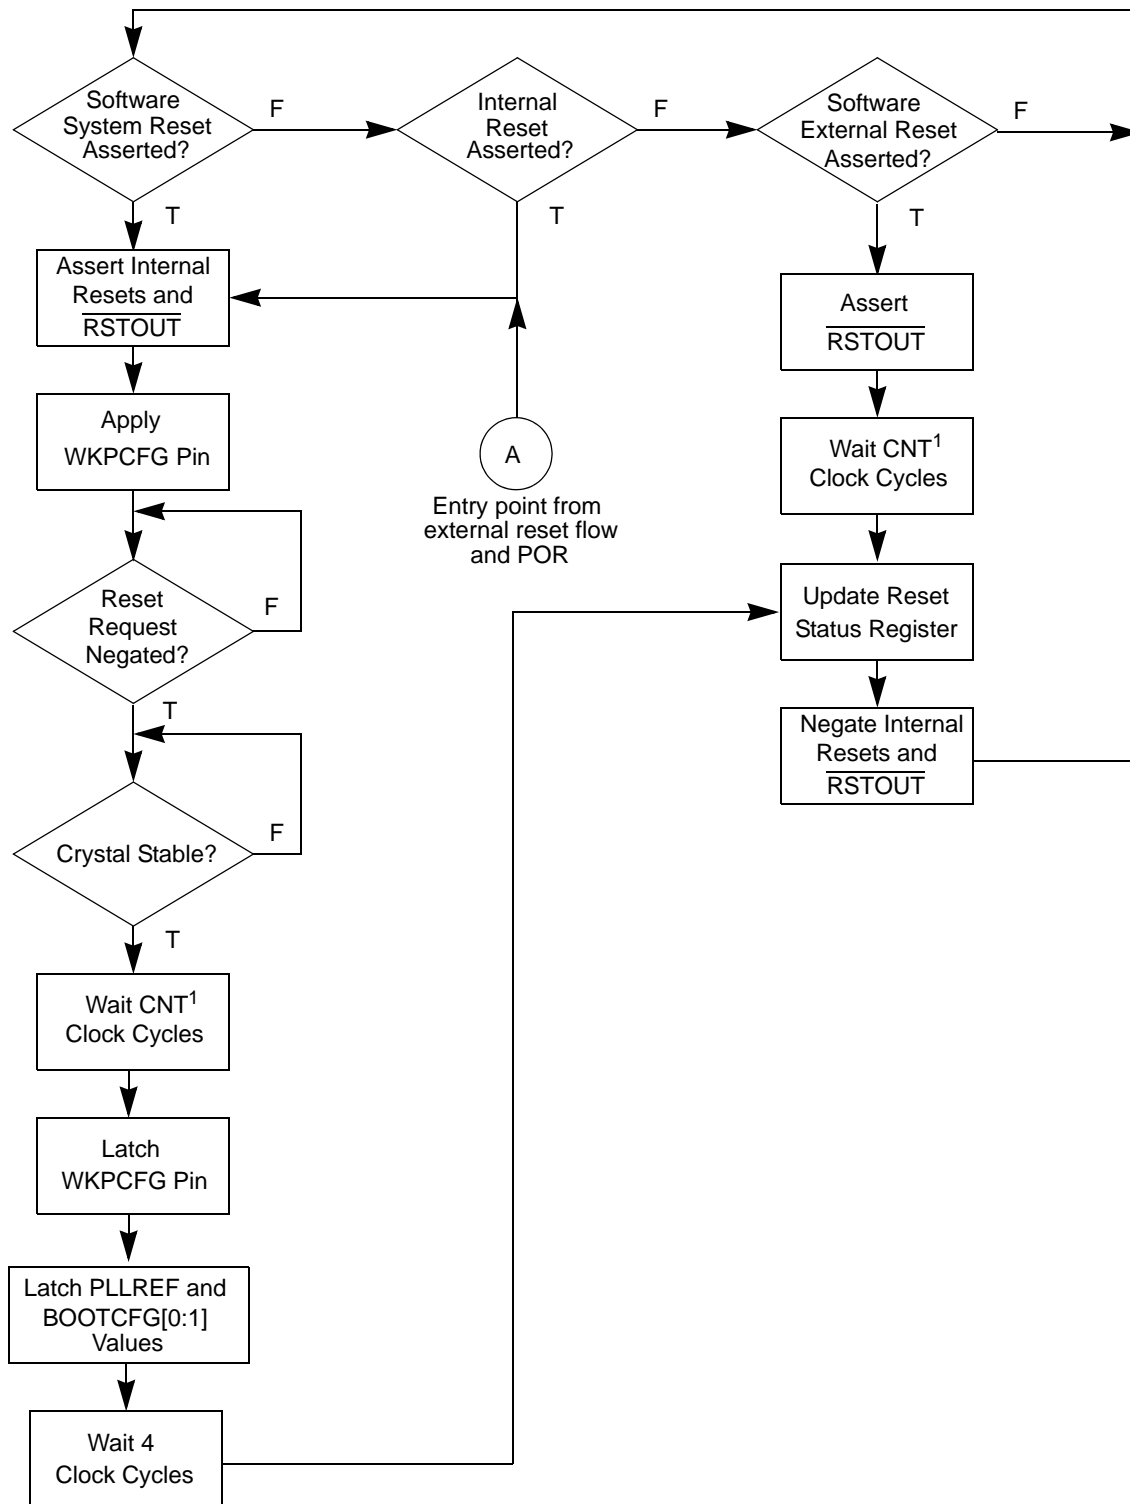 Software
System Reset
Asserted?
F
T
Internal
Reset
Asserted?
F
T
Software
External Reset
Asserted?
F
T
Assert Internal
Resets and
RSTOUT
Apply
WKPCFG Pin
Reset
Request
Negated?
F
T
Crystal Stable?
F
T
Wait CNT1
Clock Cycles
Latch
WKPCFG Pin
Latch PLLREF and
BOOTCFG[0:1]
Values
Wait 4
Clock Cycles
A
Entry point from
external reset flow
and POR
Assert
RSTOUT
Wait CNT1
Clock Cycles
Update Reset
Status Register
Negate Internal
Resets and
RSTOUT